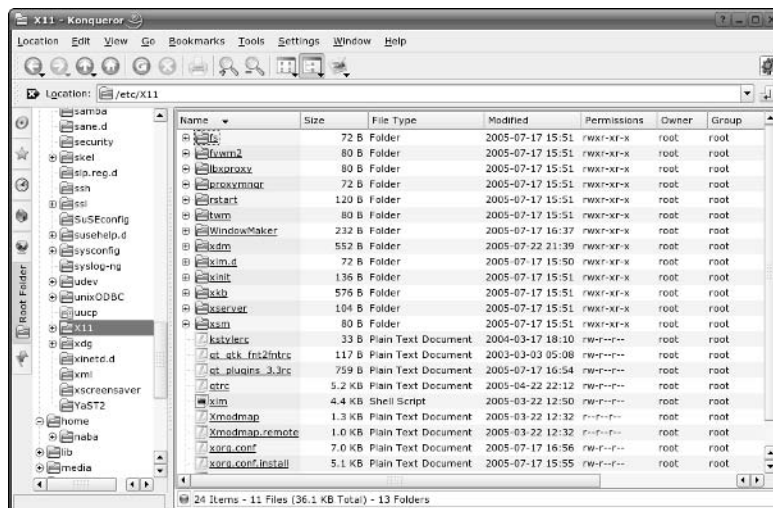 X11 - Konqueror
Location Edit View Go Bookmarks Tools Settings Window Help
Location: /etc/X11
samba
sane.d
security
skel
slp.reg.d
ssh
ssl
SuSEconfig
susehelp.d
sysconfig
syslog-ng
udev
unixODBC
uucp
X11
xdg
xinetd.d
xml
xscreensaver
YaST2
home
naba
lib
media
Root Folder
Name Size File Type Modified Permissions Owner Group
fs 72 B Folder 2005-07-17 15:51 rwxr-xr-x root root
fvwm2 80 B Folder 2005-07-17 15:51 rwxr-xr-x root root
lbxproxy 80 B Folder 2005-07-17 15:51 rwxr-xr-x root root
proxymngr 72 B Folder 2005-07-17 15:51 rwxr-xr-x root root
rstart 120 B Folder 2005-07-17 15:51 rwxr-xr-x root root
twm 80 B Folder 2005-07-17 15:51 rwxr-xr-x root root
WindowMaker 232 B Folder 2005-07-17 16:37 rwxr-xr-x root root
xdm 552 B Folder 2005-07-22 21:39 rwxr-xr-x root root
xim.d 72 B Folder 2005-07-17 15:50 rwxr-xr-x root root
xinit 136 B Folder 2005-07-17 15:51 rwxr-xr-x root root
xkb 576 B Folder 2005-07-17 15:51 rwxr-xr-x root root
xserver 104 B Folder 2005-07-17 15:51 rwxr-xr-x root root
xsm 80 B Folder 2005-07-17 15:51 rwxr-xr-x root root
kstylerc 33 B Plain Text Document 2004-03-17 18:10 rw-r--r-- root root
qt_gtk_fnt2fntrc 117 B Plain Text Document 2003-03-03 05:08 rw-r--r-- root root
qt_plugins_3.3rc 759 B Plain Text Document 2005-07-17 16:54 rw-r--r-- root root
qtrc 5.2 KB Plain Text Document 2005-04-22 22:12 rw-r--r-- root root
xim 4.4 KB Shell Script 2005-03-22 12:50 rw-r--r-- root root
Xmodmap 1.3 KB Plain Text Document 2005-03-22 12:32 r--r--r-- root root
Xmodmap.remote 1.0 KB Plain Text Document 2005-03-22 12:32 r--r--r-- root root
xorg.conf 7.0 KB Plain Text Document 2005-07-17 16:56 rw-r--r-- root root
xorg.conf.install 5.1 KB Plain Text Document 2005-07-17 15:55 rw-r--r-- root root
24 Items - 11 Files (36.1 KB Total) - 13 Folders